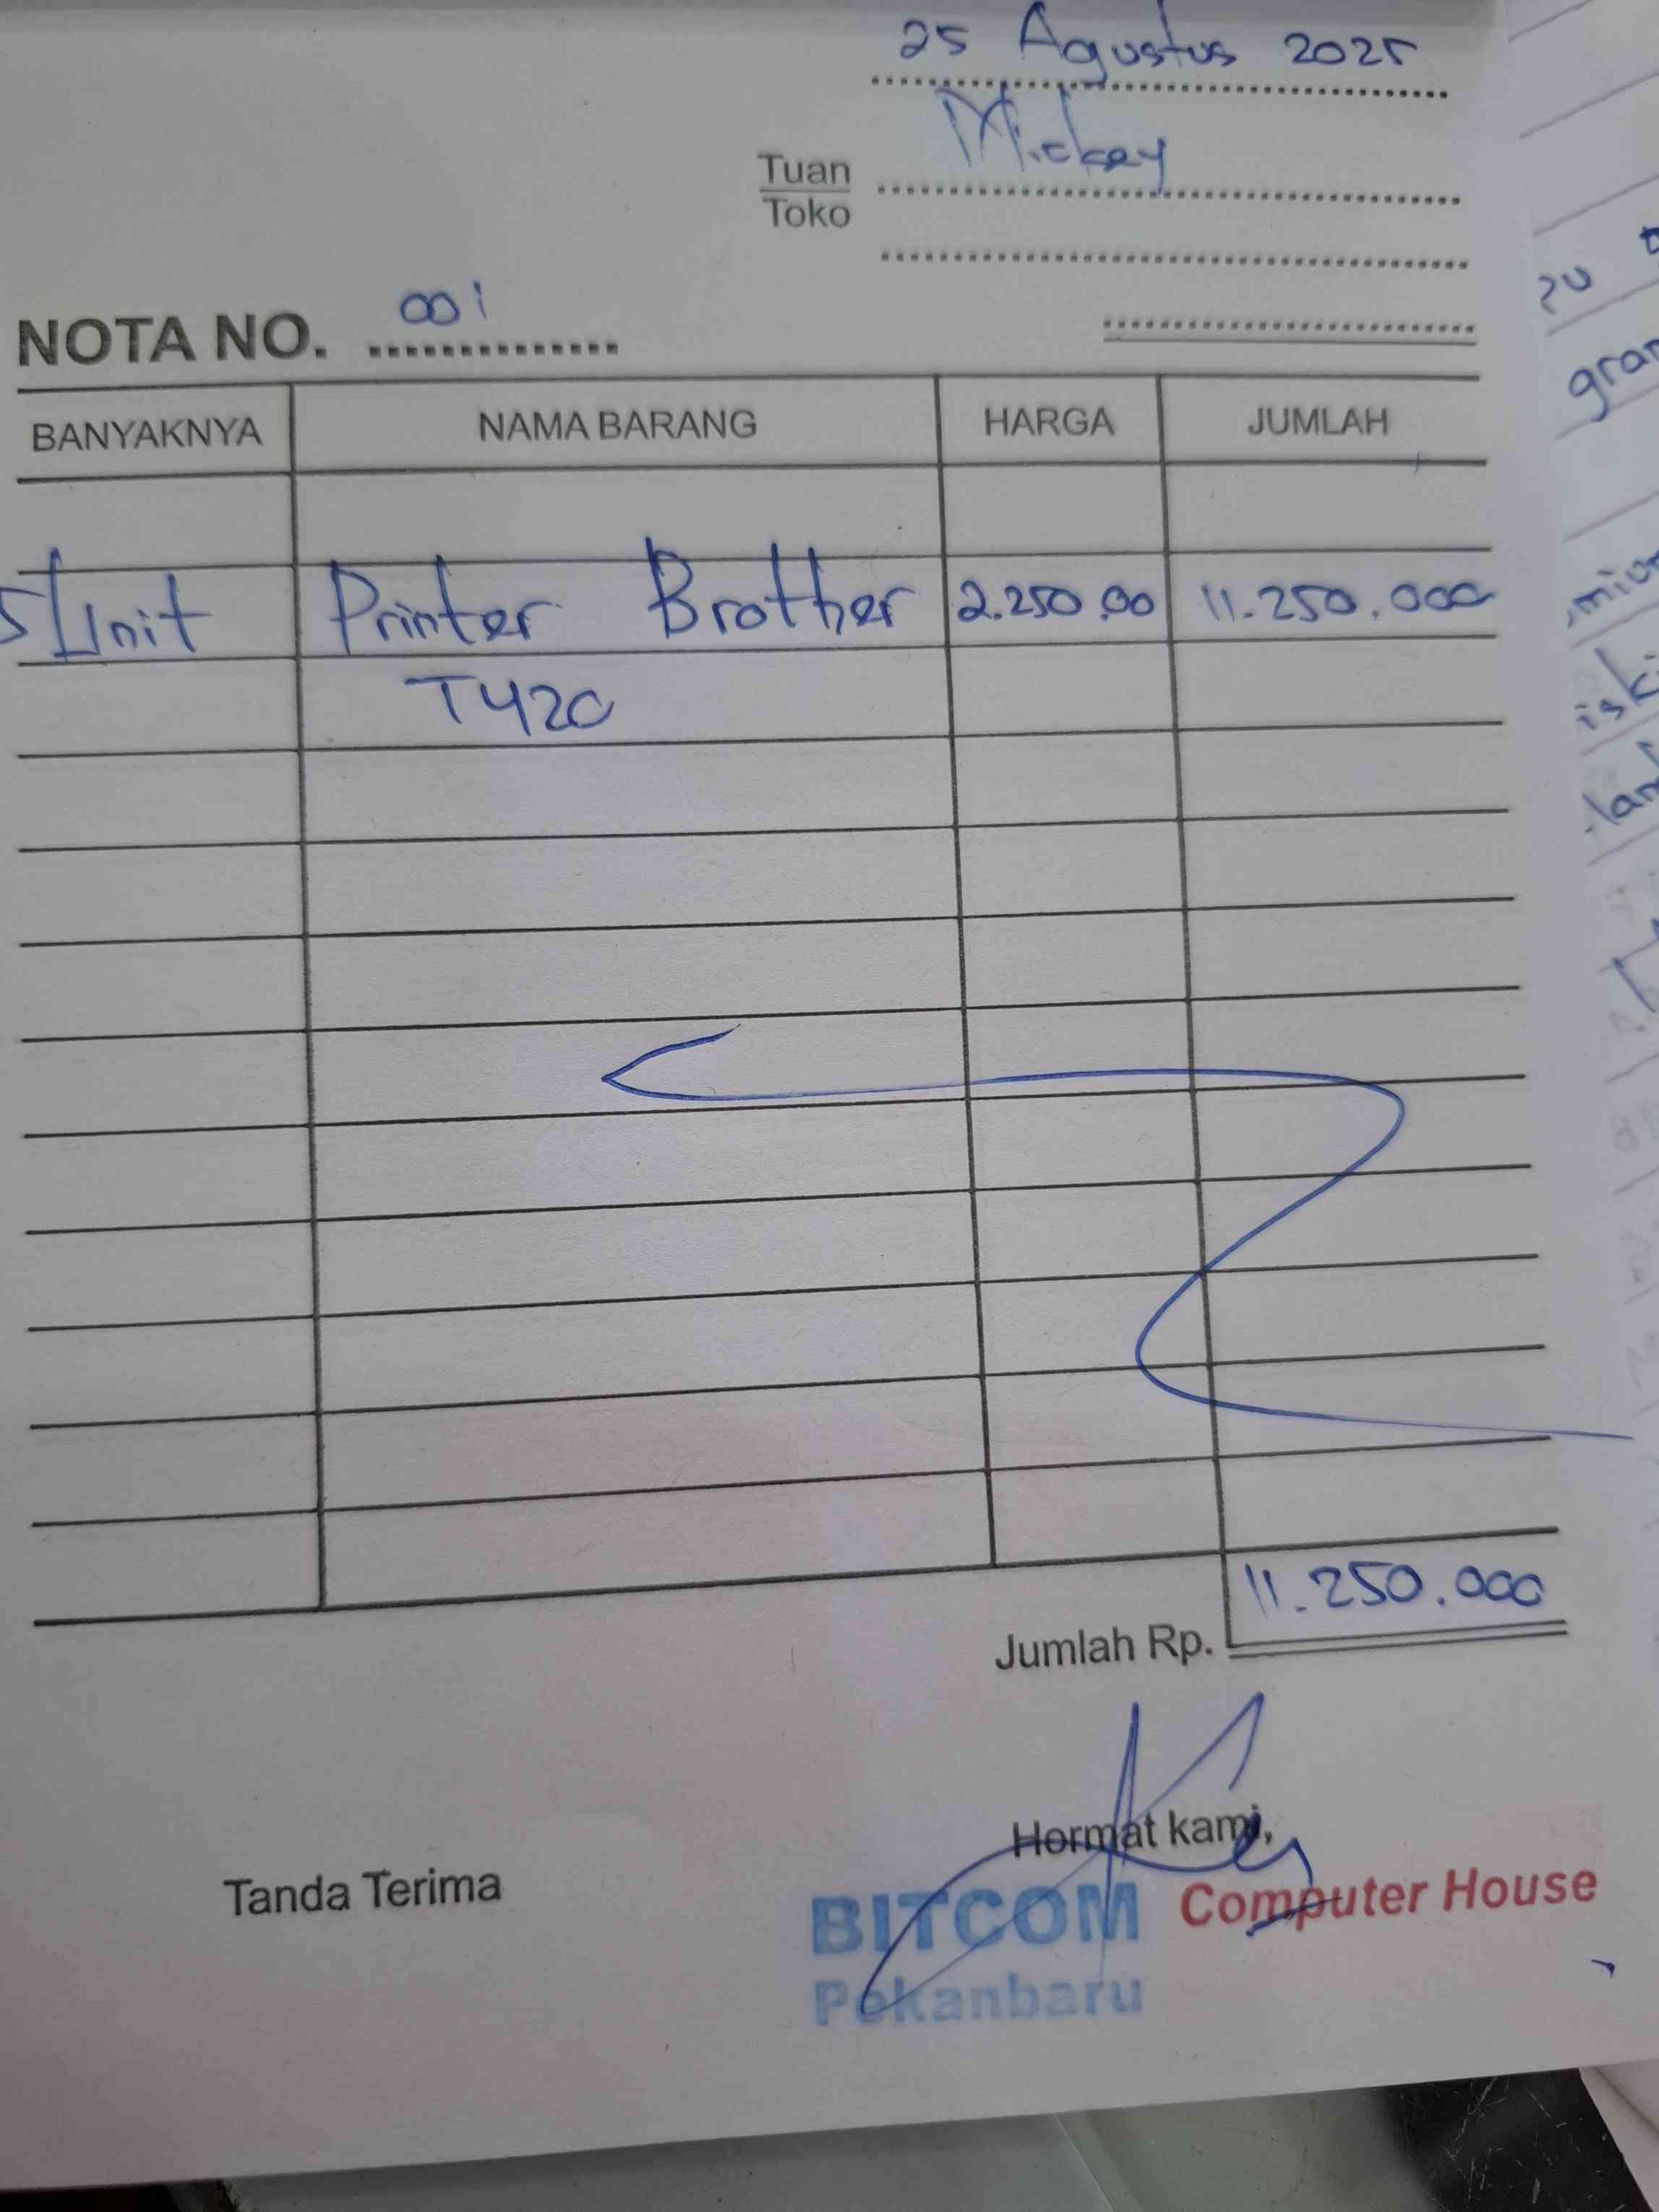 25 Agustus 2025
Tuan Mickey
Toko
NOTA NO. 001
BANYAKNYA NAMA BARANG HARGA JUMLAH
5 Unit Printer Brother 2.250.00 11.250.000
T420
Jumlah Rp. 11.250.000
Tanda Terima Hormat kami,
BITCOM Computer House
Pekanbaru